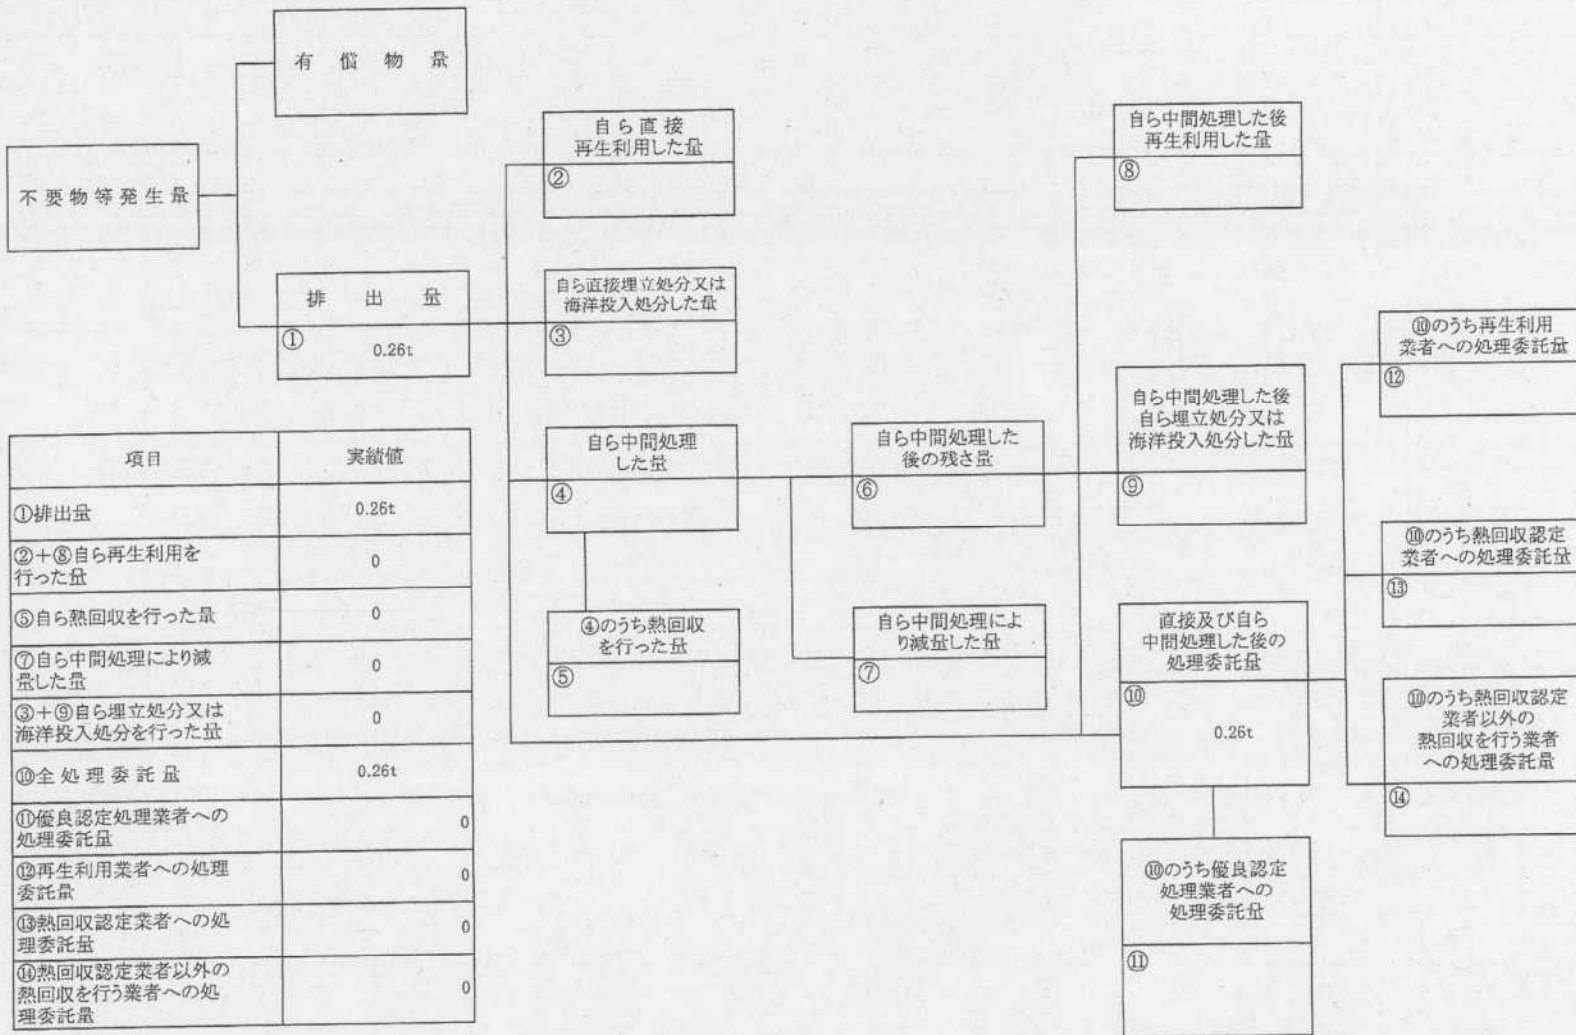 有償物量
不要物等発生量
排出量
①
0.26t
自ら直接
再生利用した量
②
自ら直接埋立処分又は
海洋投入処分した量
③
自ら中間処理
した量
④
④のうち熱回収
を行った量
⑤
自ら中間処理した
後の残さ量
⑥
自ら中間処理によ
り減量した量
⑦
自ら中間処理した後
再生利用した量
⑧
自ら中間処理した後
自ら埋立処分又は
海洋投入処分した量
⑨
直接及び自ら
中間処理した後の
処理委託量
⑩
0.26t
⑩のうち優良認定
処理業者への
処理委託量
⑪
⑩のうち再生利用
業者への処理委託量
⑫
⑩のうち熱回収認定
業者への処理委託量
⑬
⑩のうち熱回収認定
業者以外の
熱回収を行う業者
への処理委託量
⑭
項目 実績値
①排出量 0.26t
②+⑧自ら再生利用を
行った量 0
⑤自ら熱回収を行った量 0
⑦自ら中間処理により減
量した量 0
③+⑨自ら埋立処分又は
海洋投入処分を行った量 0
⑩全処理委託量 0.26t
⑪優良認定処理業者への
処理委託量 0
⑫再生利用業者への処理
委託量 0
⑬熱回収認定業者への処
理委託量 0
⑭熱回収認定業者以外の
熱回収を行う業者への処
理委託量 0